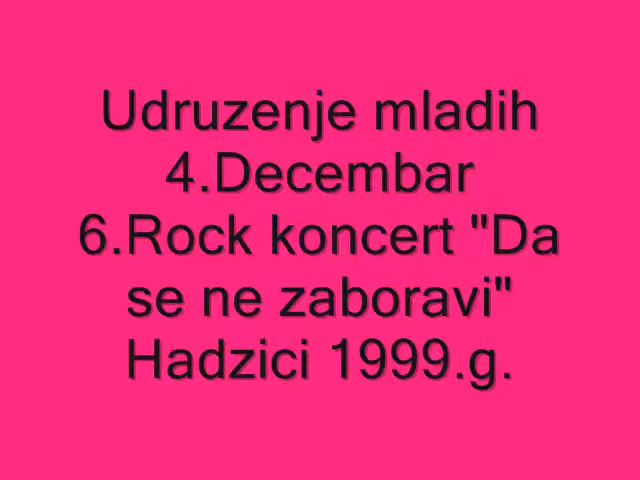 Udruzenje mladih
4.Decembar
6.Rock koncert "Da
se ne zaboravi"
Hadzici 1999.g.